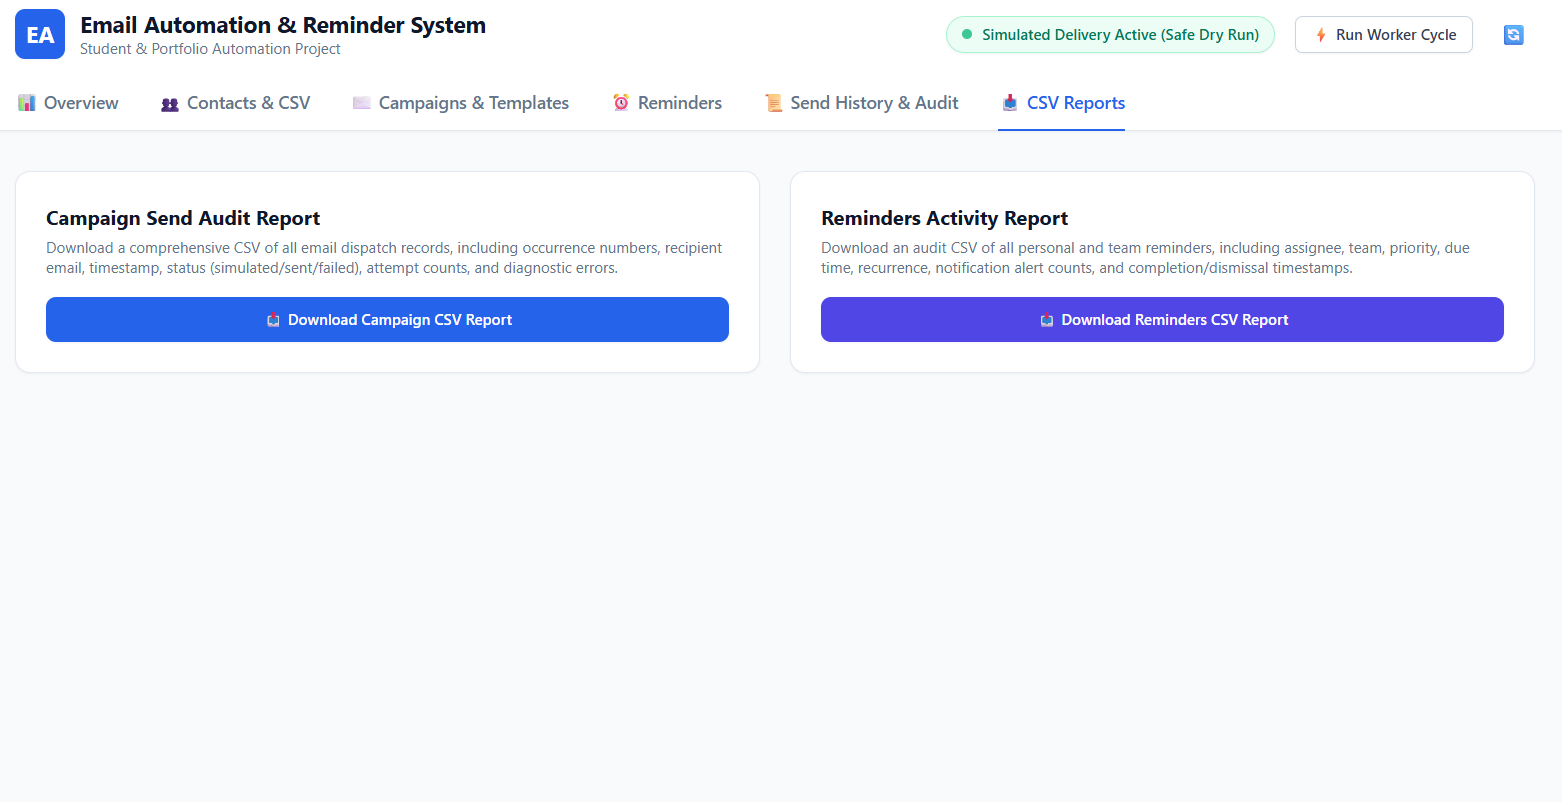 EA
Email Automation & Reminder System
Student & Portfolio Automation Project
Simulated Delivery Active (Safe Dry Run)
Run Worker Cycle
Overview
Contacts & CSV
Campaigns & Templates
Reminders
Send History & Audit
CSV Reports
Campaign Send Audit Report
Download a comprehensive CSV of all email dispatch records, including occurrence numbers, recipient
email, timestamp, status (simulated/sent/failed), attempt counts, and diagnostic errors.
Download Campaign CSV Report
Reminders Activity Report
Download an audit CSV of all personal and team reminders, including assignee, team, priority, due
time, recurrence, notification alert counts, and completion/dismissal timestamps.
Download Reminders CSV Report